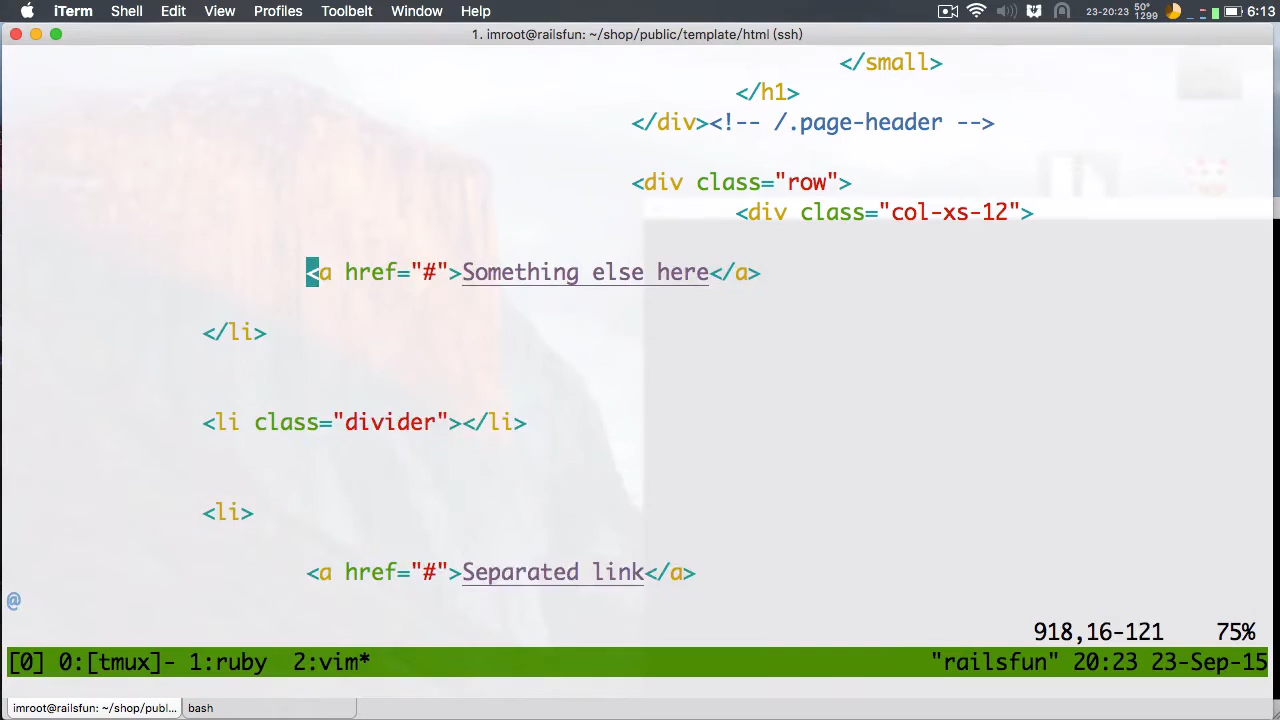 iTerm Shell Edit View Profiles Toolbelt Window Help 23-20:23 50° 1299 6:13
1. imroot@railsfun: ~/shop/public/template/html (ssh)
</small>
</h1>
</div><!-- /.page-header -->
<div class="row">
<div class="col-xs-12">
<a href="#">Something else here</a>
</li>
<li class="divider"></li>
<li>
<a href="#">Separated link</a>
@
918,16-121 75%
[0] 0:[tmux]- 1:ruby 2:vim* "railsfun" 20:23 23-Sep-15
imroot@railsfun: ~/shop/publ... bash